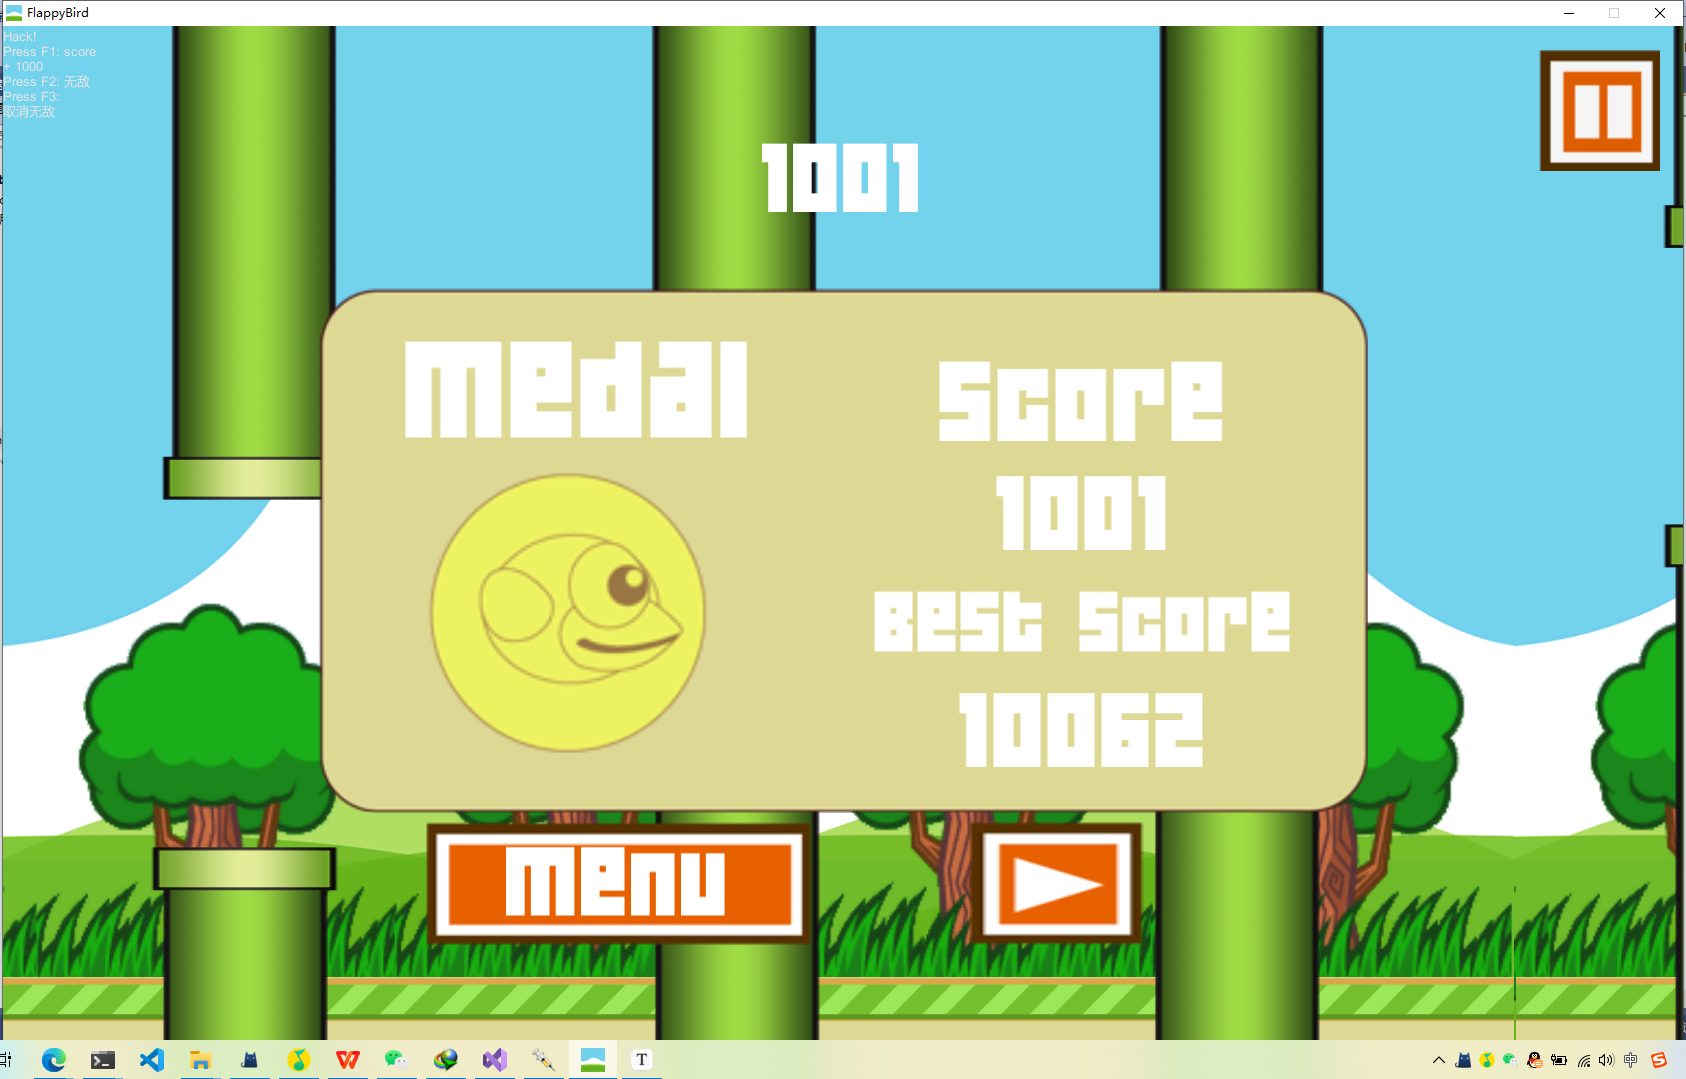 FlappyBird
Hack!
Press F1: score
+ 1000
Press F2: 无敌
Press F3:
取消无敌
1001
Medal
Score
1001
Best Score
10062
Menu
T
中